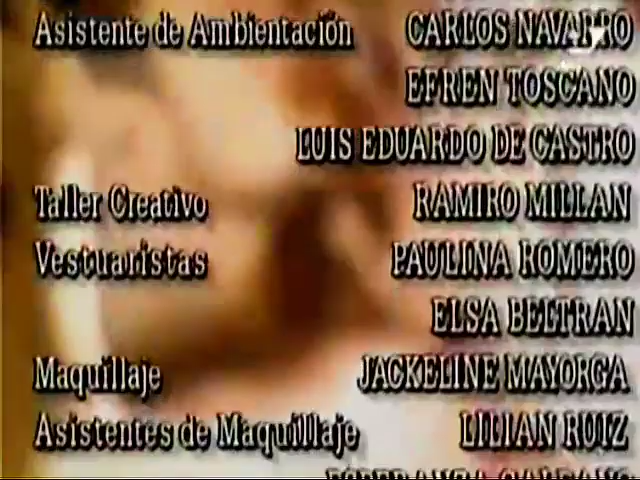 Asistente de Ambientación CARLOS NAVARRO
EFREN TOSCANO
LUIS EDUARDO DE CASTRO
Taller Creativo RAMIRO MILLAN
Vestuaristas PAULINA ROMERO
ELSA BELTRAN
Maquillaje JACKELINE MAYORGA
Asistentes de Maquillaje LILIAN RUIZ